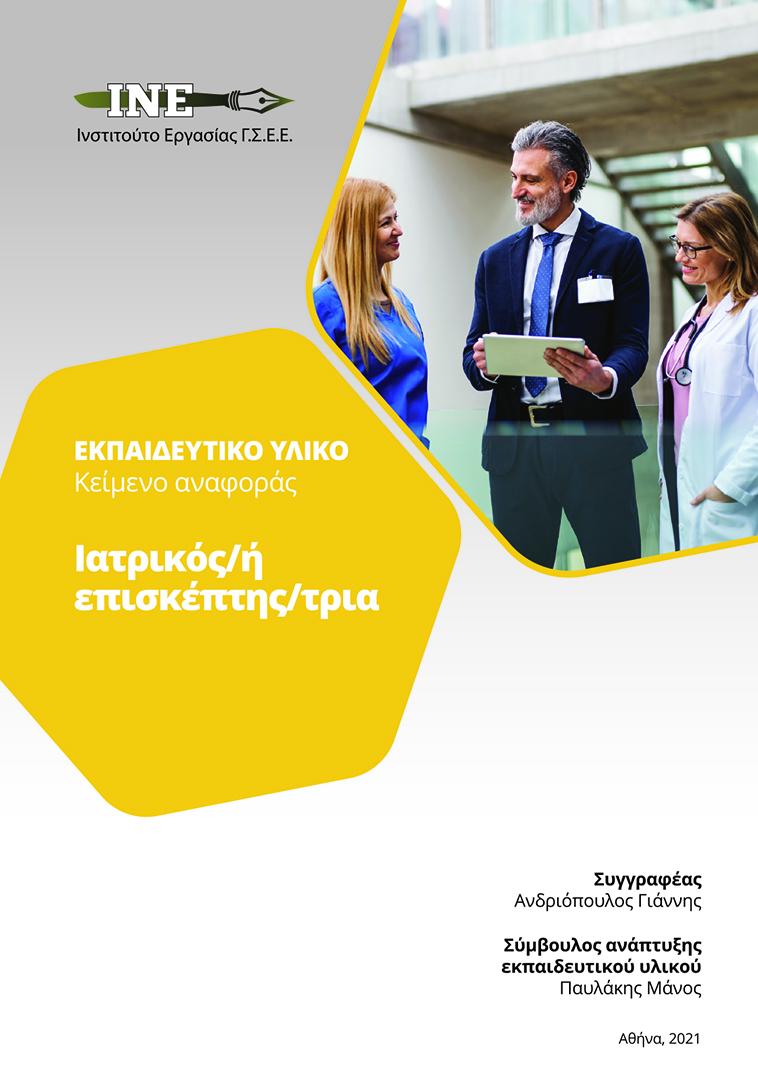 ΙΝΕ
Ινστιτούτο Εργασίας Γ.Σ.Ε.Ε.
ΕΚΠΑΙΔΕΥΤΙΚΟ ΥΛΙΚΟ
Κείμενο αναφοράς
Ιατρικός/ή
επισκέπτης/τρια
Συγγραφέας
Ανδριόπουλος Γιάννης
Σύμβουλος ανάπτυξης
εκπαιδευτικού υλικού
Παυλάκης Μάνος
Αθήνα, 2021